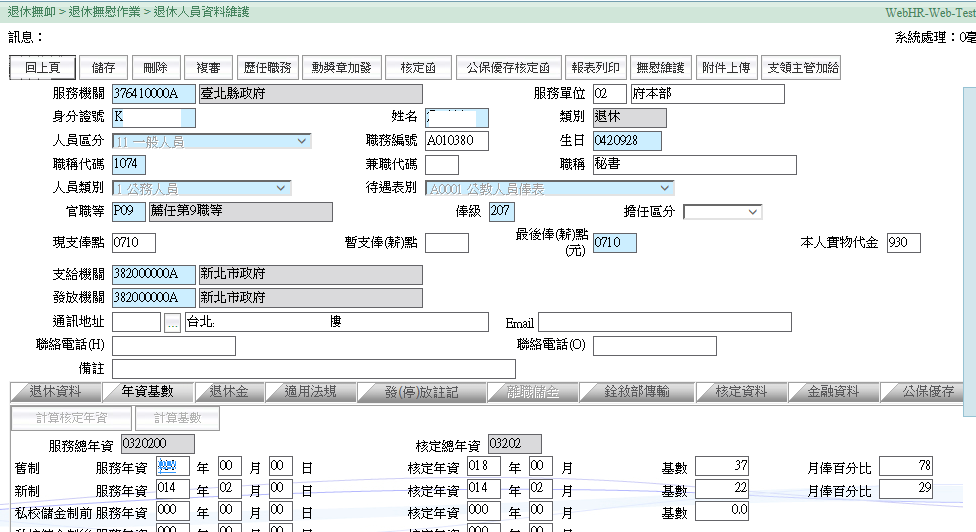 退休撫卹 > 退休撫慰作業 > 退休人員資料維護 WebHR-Web-Test
訊息： 系統處理：0毫
回上頁 儲存 刪除 複審 歷任職務 動獎章加發 核定函 公保優存核定函 報表列印 撫慰維護 附件上傳 支領主管加給
服務機關 376410000A 臺北縣政府 服務單位 02 府本部
身分證號 K 姓名 類別 退休
人員區分 11 一般人員 職務編號 A010380 生日 0420928
職稱代碼 1074 兼職代碼 職稱 秘書
人員類別 1 公務人員 待遇表別 A0001 公教人員俸表
官職等 P09 薦任第9職等 俸級 207 擔任區分
現支俸點 0710 暫支俸(薪)點 最後俸(薪)點(元) 0710 本人實物代金 930
支給機關 382000000A 新北市政府
發放機關 382000000A 新北市政府
通訊地址 ... 台北 樓 Email
聯絡電話(H) 聯絡電話(O)
備註
退休資料 年資基數 退休金 適用法規 發(停)放註記 離職儲金 銓敘部傳輸 核定資料 金融資料 公保優存
計算核定年資 計算基數
服務總年資 0320200 核定總年資 03202
舊制 服務年資 年 00 月 00 日 核定年資 018 年 00 月 基數 37 月俸百分比 78
新制 服務年資 014 年 02 月 00 日 核定年資 014 年 02 月 基數 22 月俸百分比 29
私校儲金制前 服務年資 000 年 00 月 00 日 核定年資 000 年 00 月 基數 0.0